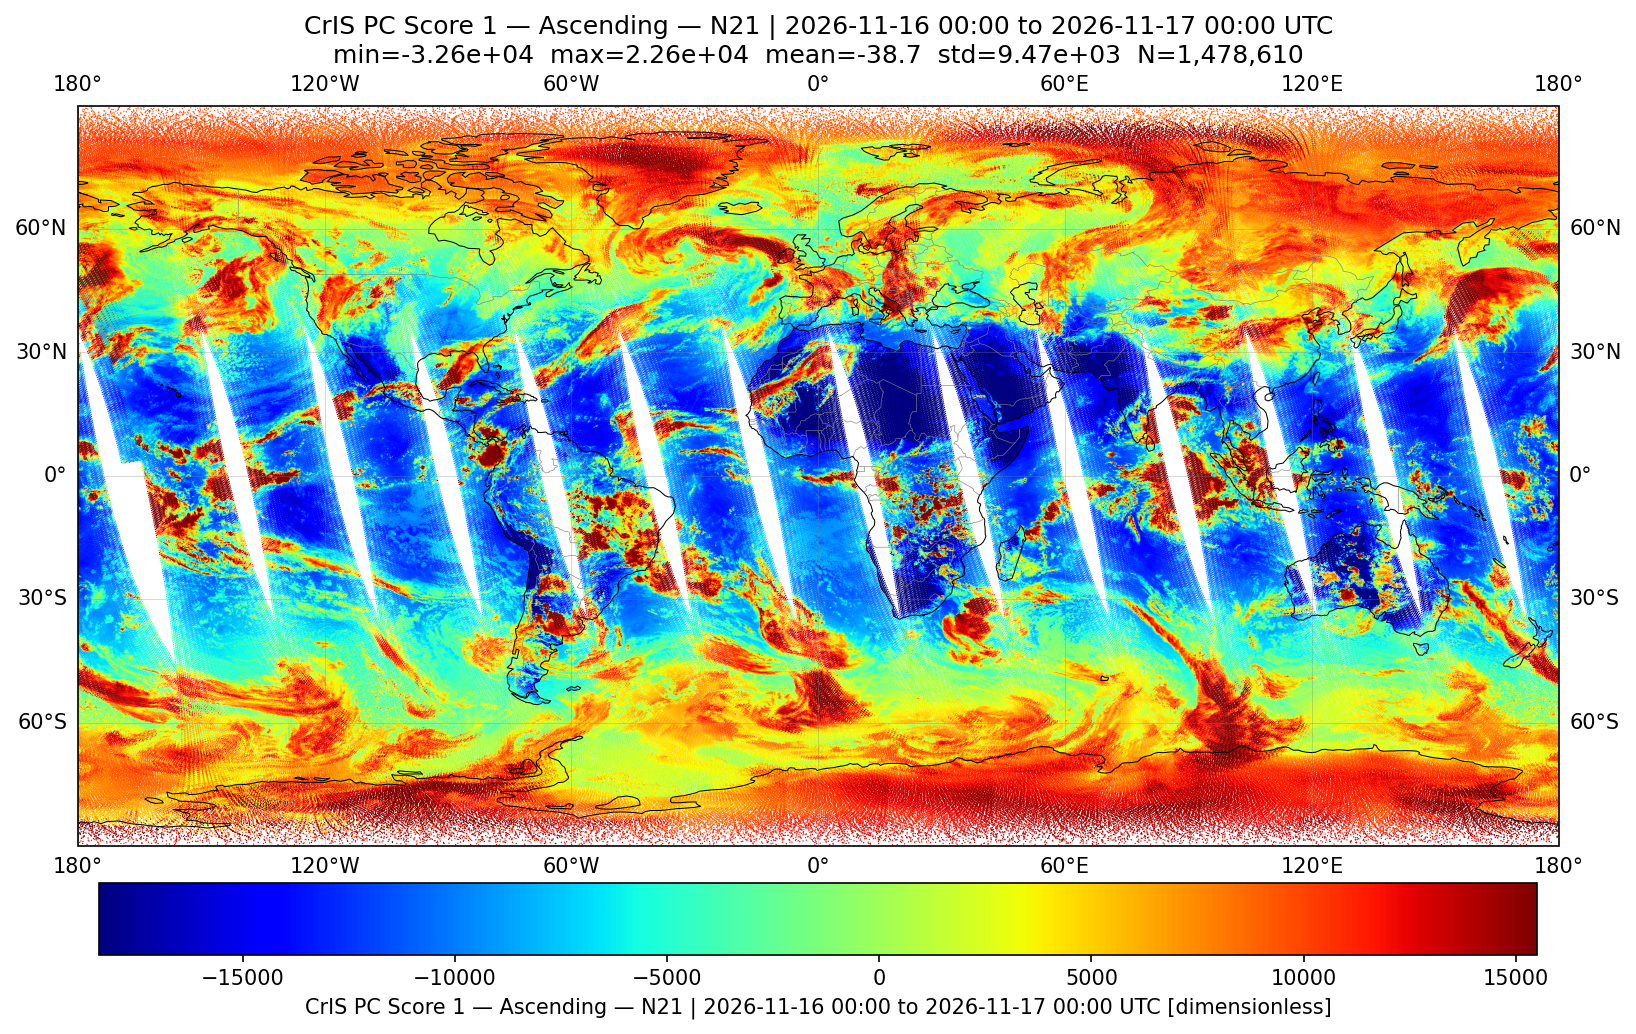 CrIS PC Score 1 — Ascending — N21 | 2026-11-16 00:00 to 2026-11-17 00:00 UTC
min=-3.26e+04 max=2.26e+04 mean=-38.7 std=9.47e+03 N=1,478,610
180° 120°W 60°W 0° 60°E 120°E 180°
60°N 60°N
30°N 30°N
0° 0°
30°S 30°S
60°S 60°S
180° 120°W 60°W 0° 60°E 120°E 180°
−15000 −10000 −5000 0 5000 10000 15000
CrIS PC Score 1 — Ascending — N21 | 2026-11-16 00:00 to 2026-11-17 00:00 UTC [dimensionless]